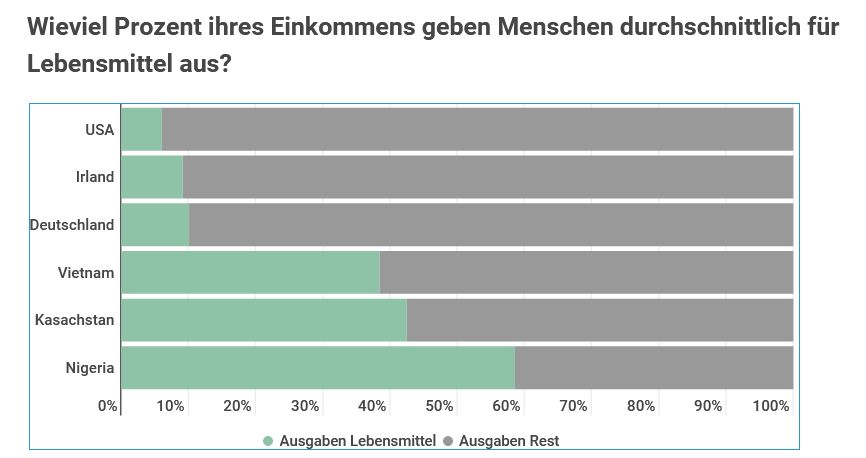 Wieviel Prozent ihres Einkommens geben Menschen durchschnittlich für
Lebensmittel aus?
USA
Irland
Deutschland
Vietnam
Kasachstan
Nigeria
0% 10% 20% 30% 40% 50% 60% 70% 80% 90% 100%
Ausgaben Lebensmittel Ausgaben Rest